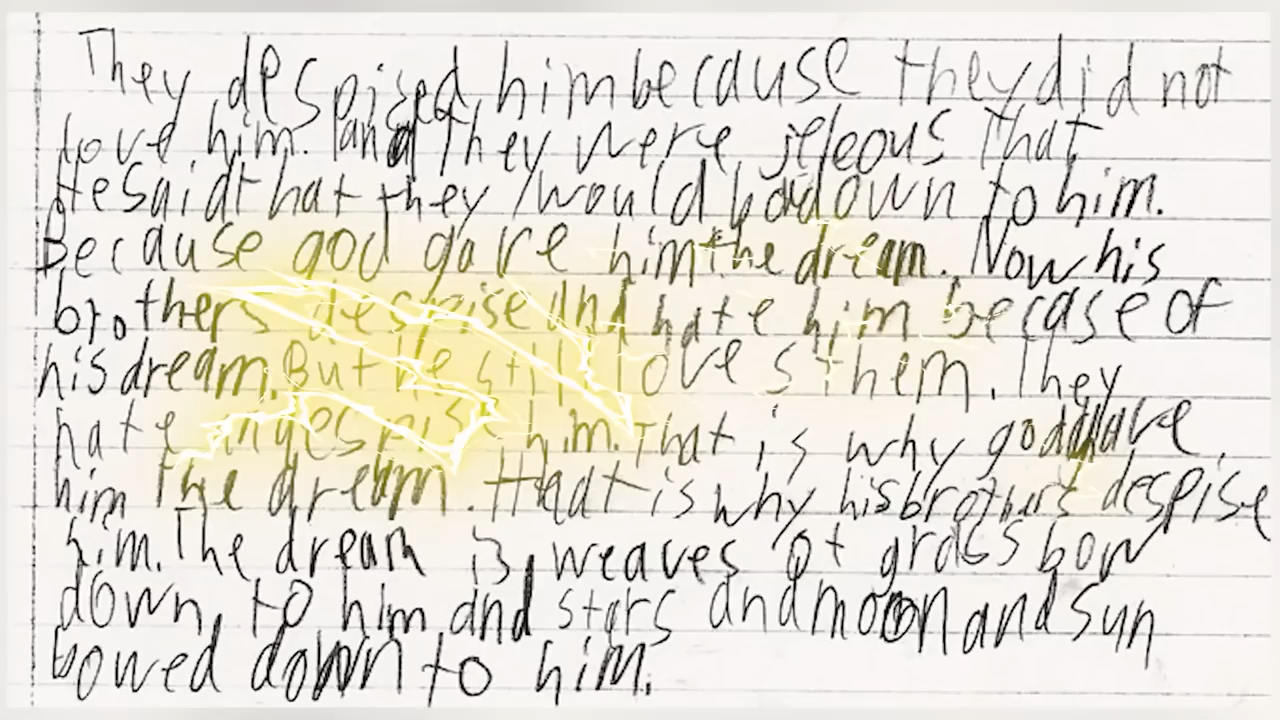 They despised him because they did not
love him. and They were jeleous That
He said that they would bow down to him.
Because god gave him the dream. Now his
brothers despise and hate him becase of
his dream. But he still loves them. They
hate an despise him. That is why god gave
him The dream. Hhat is why his brothers despise
him. The dream is weaves of grass bow
down, to him and stars and moon and sun
bowed down to him.